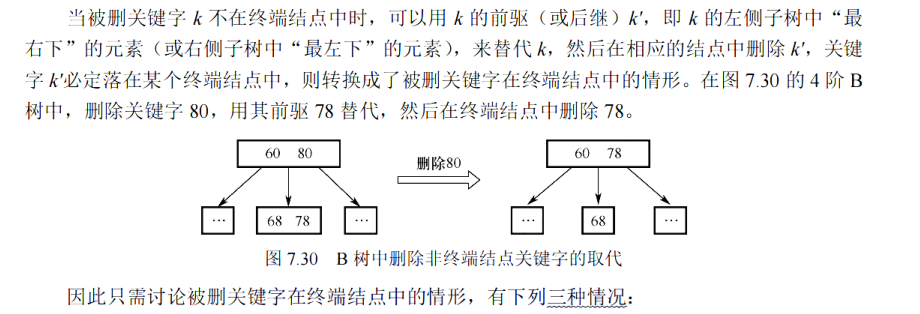 当被删关键字 k 不在终端结点中时，可以用 k 的前驱（或后继）k′，即 k 的左侧子树中“最
右下”的元素（或右侧子树中“最左下”的元素），来替代 k，然后在相应的结点中删除 k′，关键
字 k′必定落在某个终端结点中，则转换成了被删关键字在终端结点中的情形。在图 7.30 的 4 阶 B
树中，删除关键字 80，用其前驱 78 替代，然后在终端结点中删除 78。
60 80
删除80
60 78
…
68 78
…
…
68
…
图 7.30 B 树中删除非终端结点关键字的取代
因此只需讨论被删关键字在终端结点中的情形，有下列三种情况：